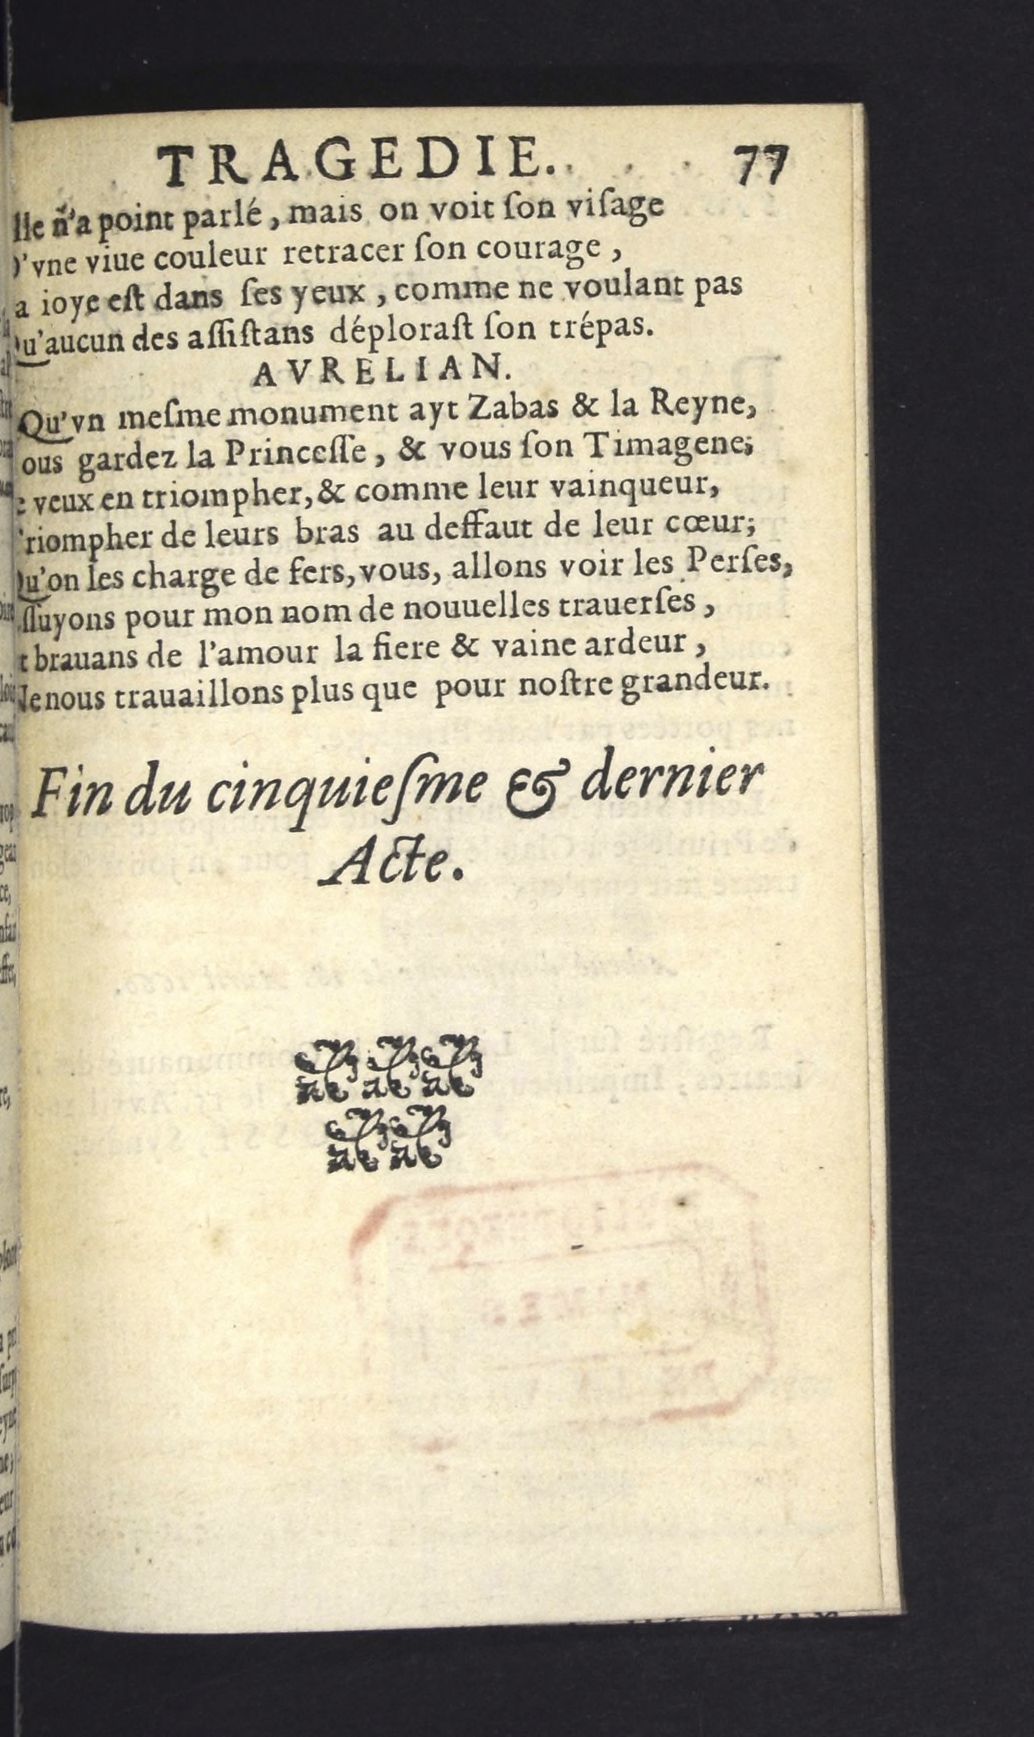 TRAGEDIE. 77
lle n'a point parlé, mais on voit ſon viſage
'vne viue couleur retracer ſon courage,
a ioye eſt dans ſes yeux, comme ne voulant pas
u'aucun des aſſiſtans déploraſt ſon trépas.
AVRELIAN.
Qu'vn meſme monument ayt Zabas & la Reyne,
ous gardez la Princeſſe, & vous ſon Timagene;
e veux en triompher, & comme leur vainqueur,
riompher de leurs bras au deffaut de leur cœur;
Qu'on les charge de fers, vous, allons voir les Perſes,
ſſuyons pour mon nom de nouuelles trauerſes,
t brauans de l'amour la fiere & vaine ardeur,
Ne nous trauaillons plus que pour noſtre grandeur.
Fin du cinquieſme & dernier
Acte.